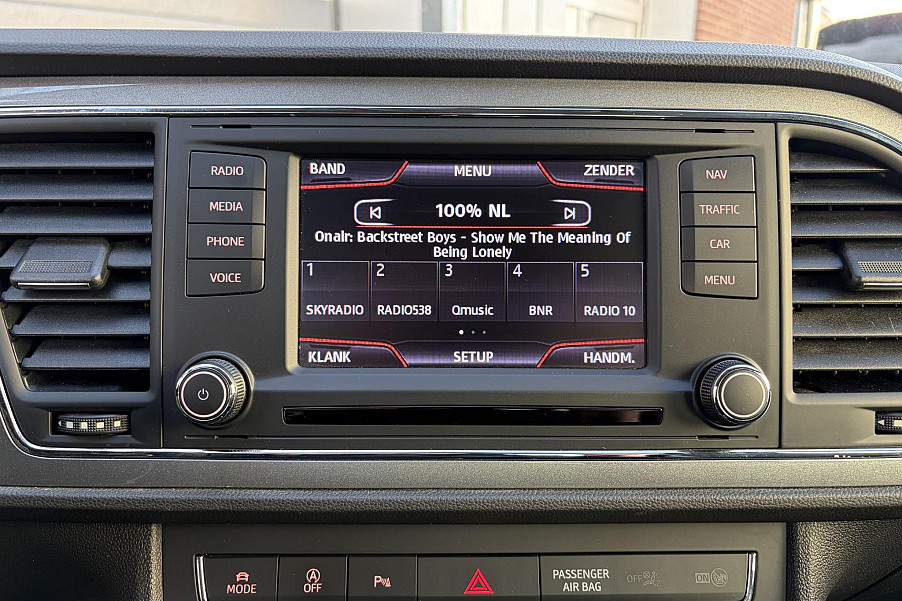 RADIO
MEDIA
PHONE
VOICE
BAND MENU ZENDER
100% NL
Onair: Backstreet Boys - Show Me The Meaning Of
Being Lonely
1 2 3 4 5
SKYRADIO RADIO538 Qmusic BNR RADIO 10
KLANK SETUP HANDM.
NAV
TRAFFIC
CAR
MENU
MODE
A
OFF
P
PASSENGER
AIR BAG
OFF
ON